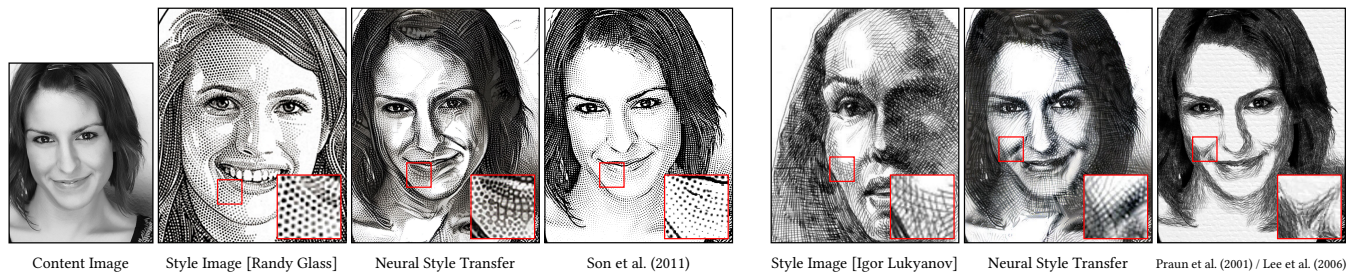 Content Image
Style Image [Randy Glass]
Neural Style Transfer
Son et al. (2011)
Style Image [Igor Lukyanov]
Neural Style Transfer
Praun et al. (2001) / Lee et al. (2006)